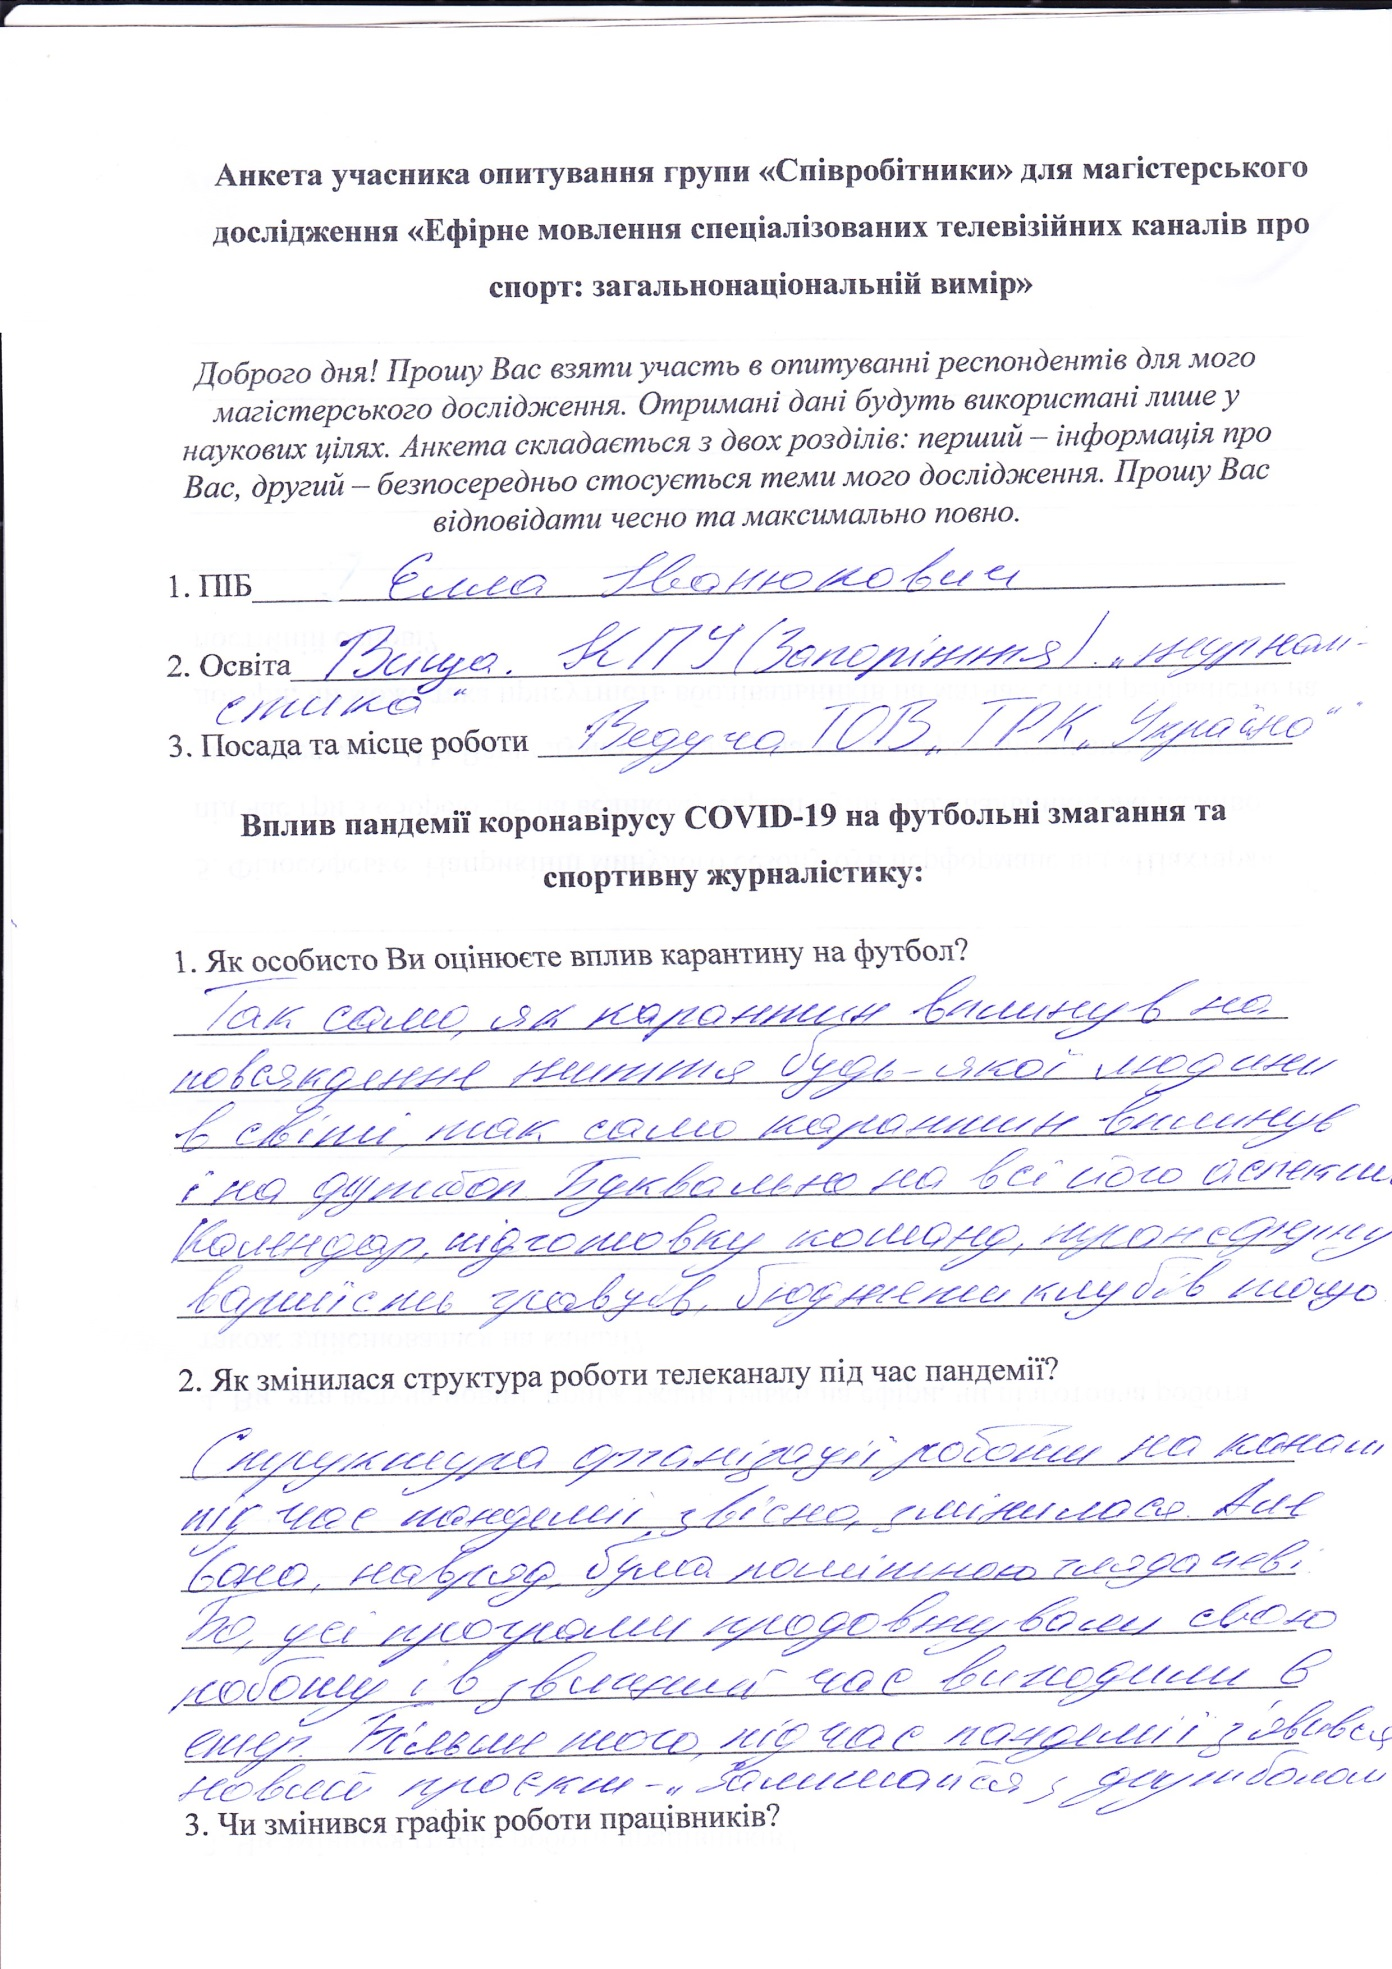 Анкета учасника опитування групи «Співробітники» для магістерського
дослідження «Ефірне мовлення спеціалізованих телевізійних каналів про
спорт: загальнонаціональній вимір»
Доброго дня! Прошу Вас взяти участь в опитуванні респондентів для мого
магістерського дослідження. Отримані дані будуть використані лише у
наукових цілях. Анкета складається з двох розділів: перший – інформація про
Вас, другий – безпосередньо стосується теми мого дослідження. Прошу Вас
відповідати чесно та максимально повно.
1. ПІБ Елла Іванюкович
2. Освіта Вища. КПУ (Запоріжжя) „журналі-
стика“
3. Посада та місце роботи Ведуча ТОВ „ТРК „Україна“
Вплив пандемії коронавірусу COVID-19 на футбольні змагання та
спортивну журналістику:
1. Як особисто Ви оцінюєте вплив карантину на футбол?
Так само, як карантин вплинув на
повсякденне життя будь-якої людини
в світі, так само карантин вплинув
і на футбол. Буквально на всі його аспекти.
Календар, підготовку команд, трансферну
вартість гравців, бюджети клубів тощо
2. Як змінилася структура роботи телеканалу під час пандемії?
Структура організації роботи на каналі
під час пандемії, звісно, змінилася. Але
вона, навряд, була помітною глядачеві.
Бо, усі програми продовжували свою
роботу і в звичний час виходили в
етер. Більше того, під час пандемії з'явився
новий проєкт - „Залишайся з футболом
3. Чи змінився графік роботи працівників?